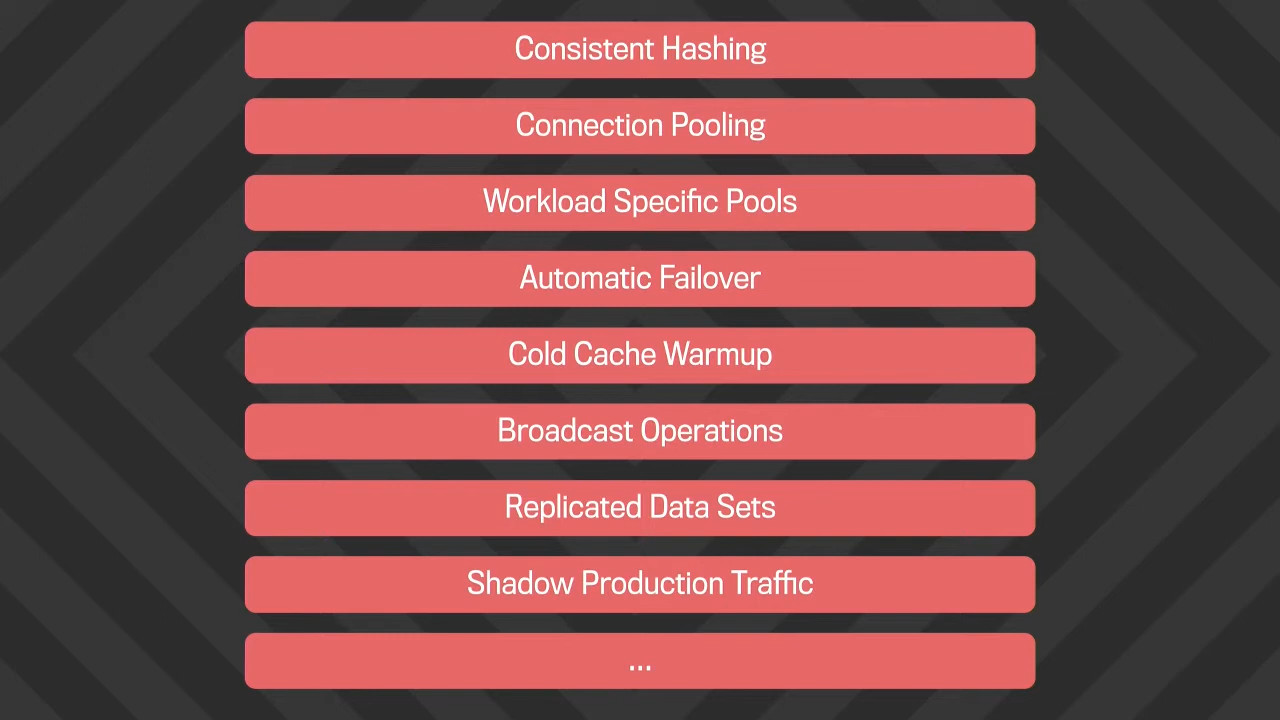 Consistent Hashing
Connection Pooling
Workload Specific Pools
Automatic Failover
Cold Cache Warmup
Broadcast Operations
Replicated Data Sets
Shadow Production Traffic
...